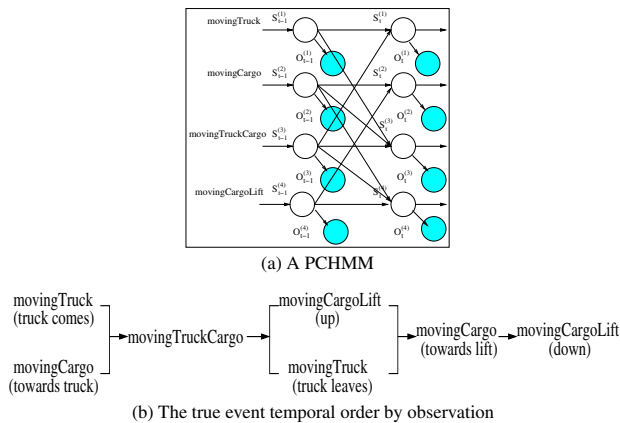 movingTruck S_{t-1}^{(1)} S_t^{(1)}
O_{t-1}^{(1)} O_t^{(1)}
movingCargo S_{t-1}^{(2)} S_t^{(2)}
O_{t-1}^{(2)} O_t^{(2)}
movingTruckCargo S_{t-1}^{(3)} S_t^{(3)}
O_{t-1}^{(3)} O_t^{(3)}
movingCargoLift S_{t-1}^{(4)} S_t^{(4)}
O_{t-1}^{(4)} O_t^{(4)}
(a) A PCHMM
movingTruck
(truck comes)
movingCargo
(towards truck)
movingTruckCargo
movingCargoLift
(up)
movingTruck
(truck leaves)
movingCargo
(towards lift)
movingCargoLift
(down)
(b) The true event temporal order by observation